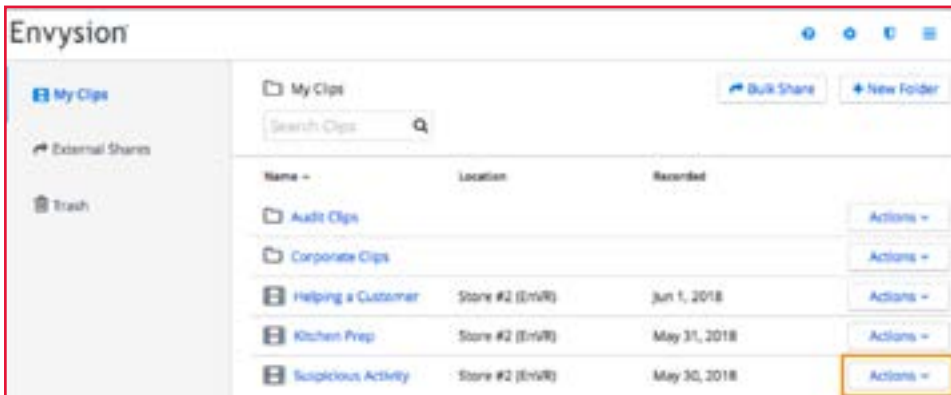 Envysion
My Clips
External Shares
Trash
My Clips
Bulk Share
New Folder
Search Clips
Name Location Recorded
Audit Clips Actions
Corporate Clips Actions
Helping a Customer Store #2 (EnVR) Jun 1, 2018 Actions
Kitchen Prep Store #2 (EnVR) May 31, 2018 Actions
Suspicious Activity Store #2 (EnVR) May 30, 2018 Actions